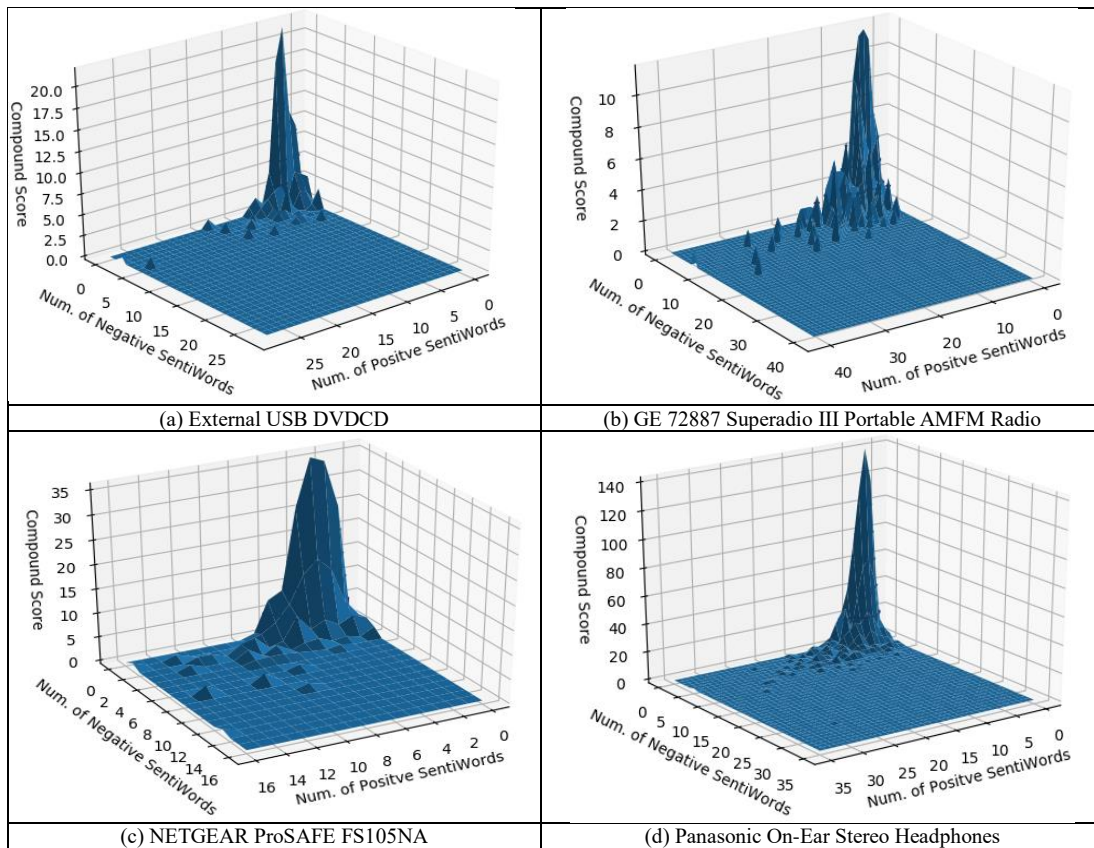 20.0
17.5
15.0
12.5
10.0
7.5
5.0
2.5
0.0
Compound Score
0 5 10 15 20 25
Num. of Negative SentiWords
25 20 15 10 5 0
Num. of Positve SentiWords
(a) External USB DVDCD
10
8
6
4
2
0
Compound Score
0 10 20 30 40
Num. of Negative SentiWords
40 30 20 10 0
Num. of Positve SentiWords
(b) GE 72887 Superadio III Portable AMFM Radio
35
30
25
20
15
10
5
0
Compound Score
0 2 4 6 8 10 12 14 16
Num. of Negative SentiWords
16 14 12 10 8 6 4 2 0
Num. of Positve SentiWords
(c) NETGEAR ProSAFE FS105NA
140
120
100
80
60
40
20
0
Compound Score
0 5 10 15 20 25 30 35
Num. of Negative SentiWords
35 30 25 20 15 10 5 0
Num. of Positve SentiWords
(d) Panasonic On-Ear Stereo Headphones